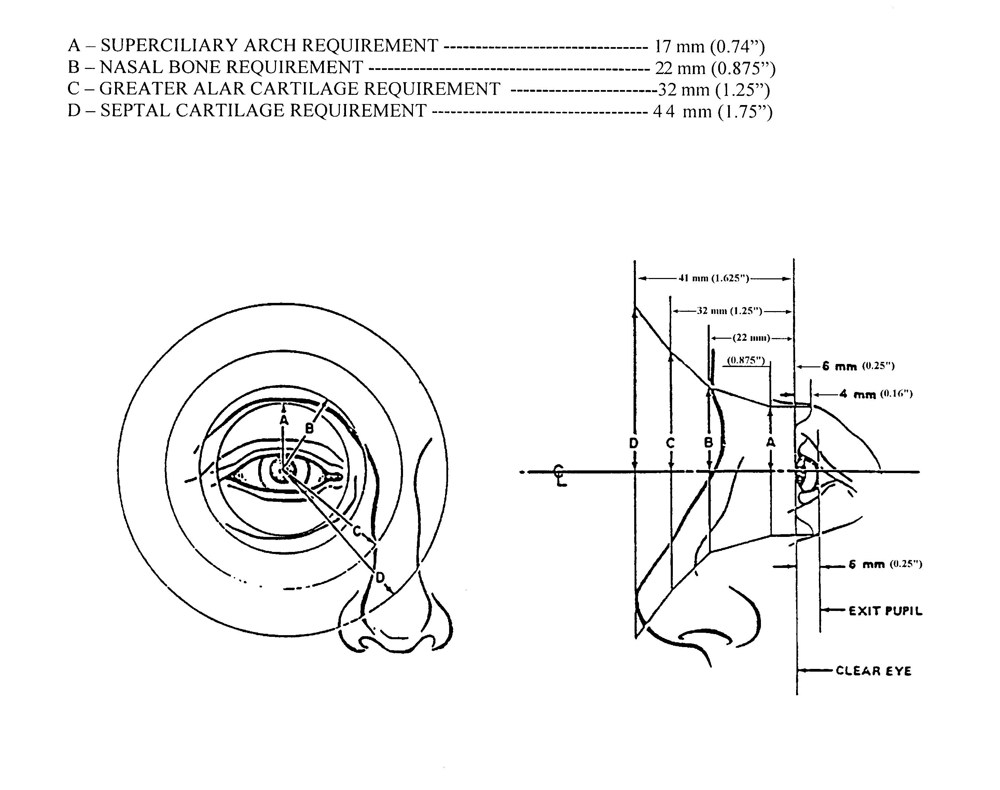 A – SUPERCILIARY ARCH REQUIREMENT -------------------------------- 17 mm (0.74”)
B – NASAL BONE REQUIREMENT -------------------------------------------- 22 mm (0.875”)
C – GREATER ALAR CARTILAGE REQUIREMENT -----------------------32 mm (1.25”)
D – SEPTAL CARTILAGE REQUIREMENT ---------------------------------- 44 mm (1.75”)
41 mm (1.625")
32 mm (1.25")
(22 mm)
(0.875")
6 mm (0.25")
4 mm (0.16")
A
B
D C B A
CL
C
D
6 mm (0.25")
EXIT PUPIL
CLEAR EYE